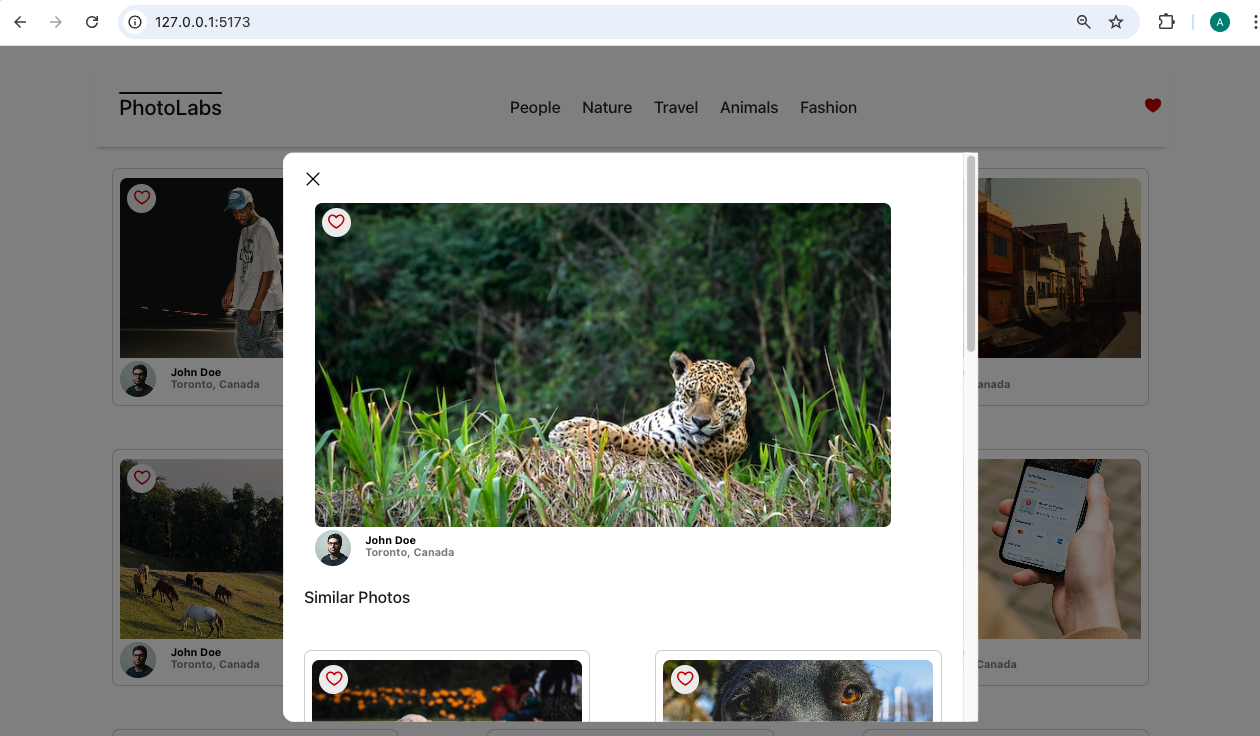 127.0.0.1:5173
A
PhotoLabs
People Nature Travel Animals Fashion
John Doe
Toronto, Canada
anada
John Doe
Toronto, Canada
Similar Photos
John Doe
Toronto, Canada
Canada